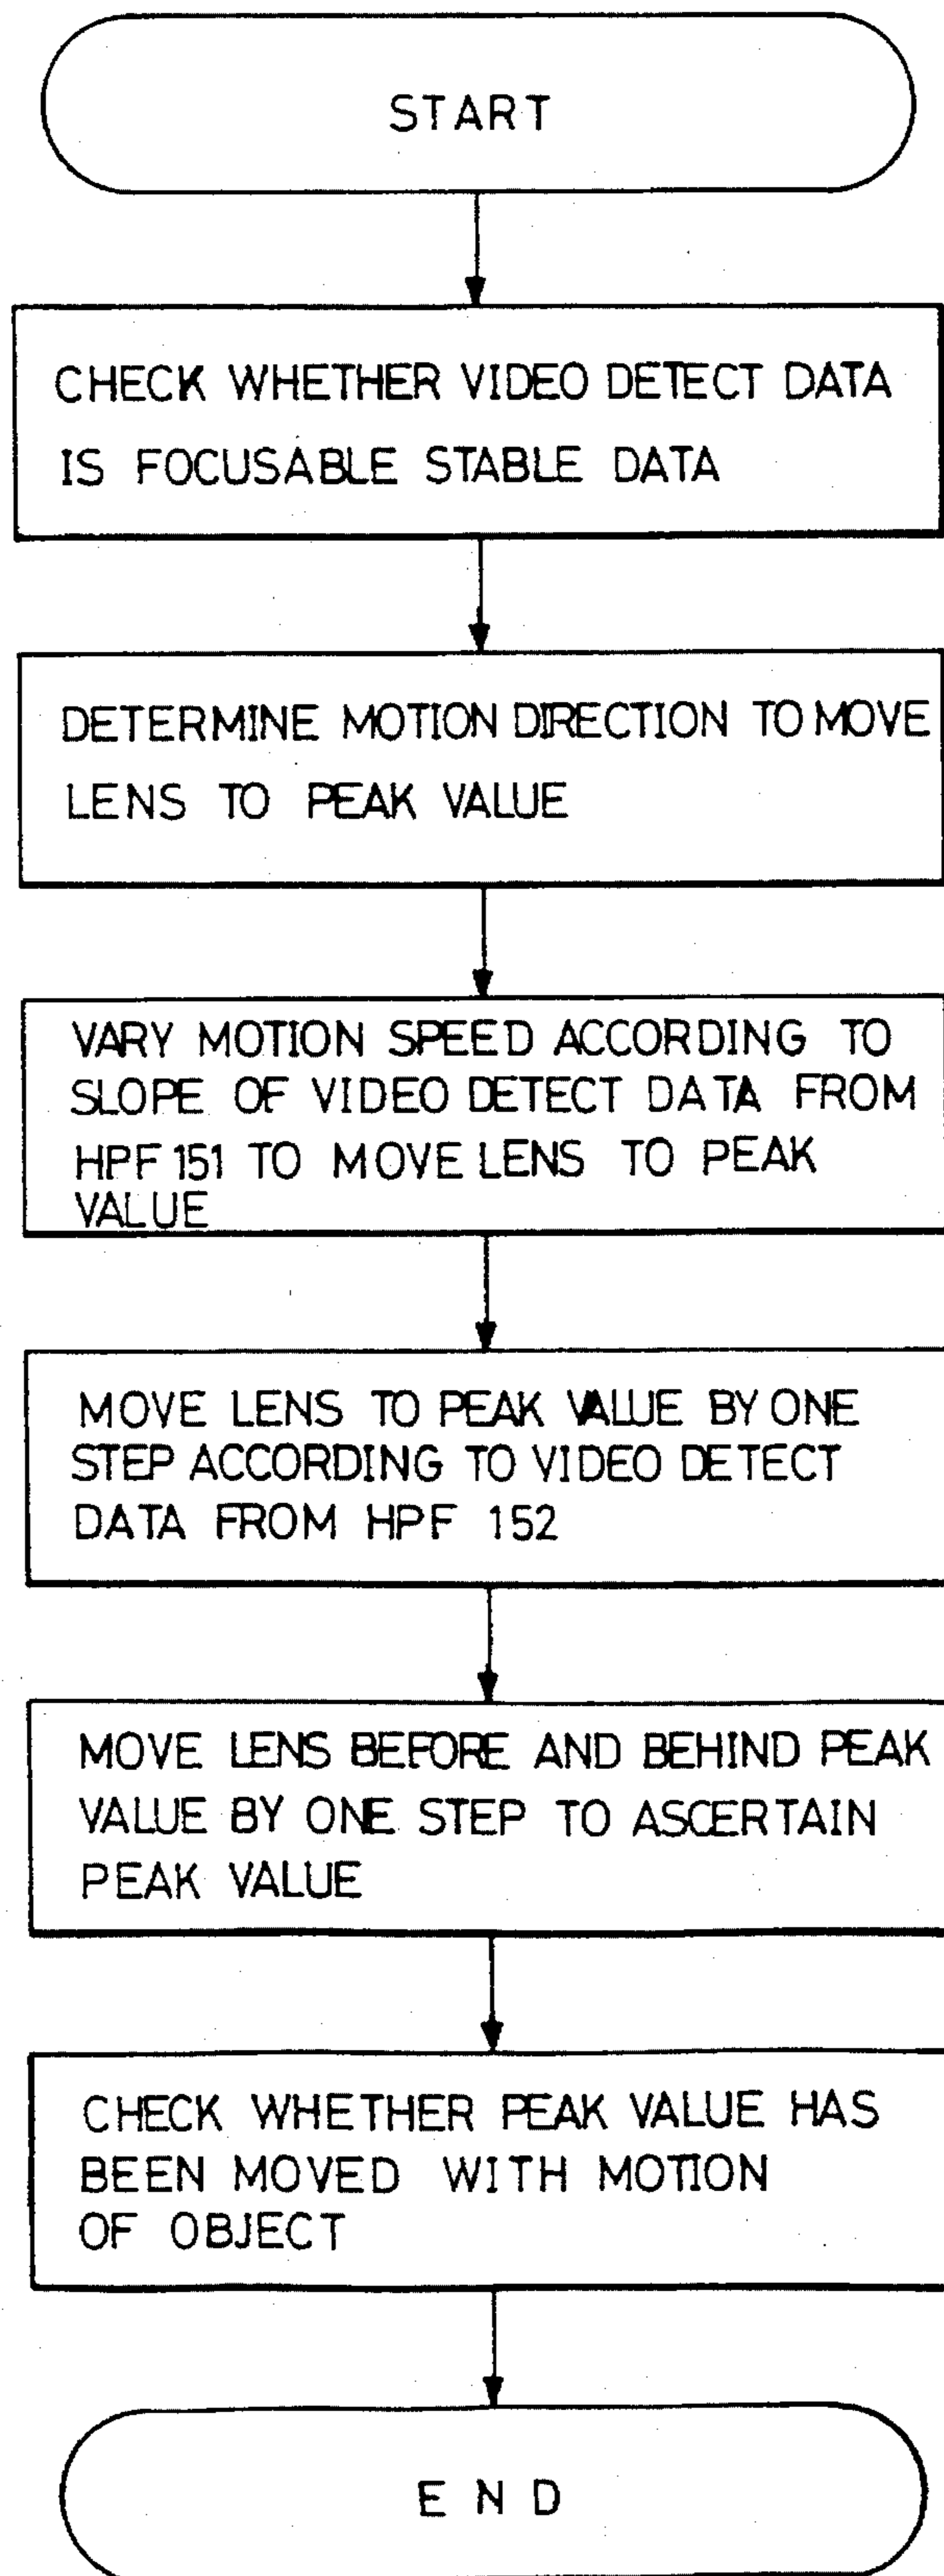 START
CHECK WHETHER VIDEO DETECT DATA
IS FOCUSABLE STABLE DATA
DETERMINE MOTION DIRECTION TO MOVE
LENS TO PEAK VALUE
VARY MOTION SPEED ACCORDING TO
SLOPE OF VIDEO DETECT DATA FROM
HPF 151 TO MOVE LENS TO PEAK
VALUE
MOVE LENS TO PEAK VALUE BY ONE
STEP ACCORDING TO VIDEO DETECT
DATA FROM HPF 152
MOVE LENS BEFORE AND BEHIND PEAK
VALUE BY ONE STEP TO ASCERTAIN
PEAK VALUE
CHECK WHETHER PEAK VALUE HAS
BEEN MOVED WITH MOTION
OF OBJECT
END